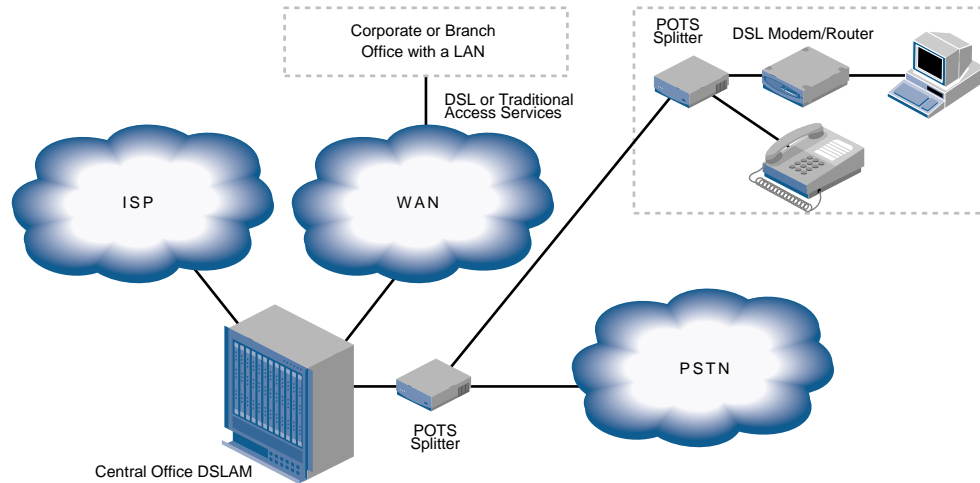 Corporate or Branch
Office with a LAN
POTS
Splitter
DSL Modem/Router
DSL or Traditional
Access Services
ISP
WAN
PSTN
POTS
Splitter
Central Office DSLAM